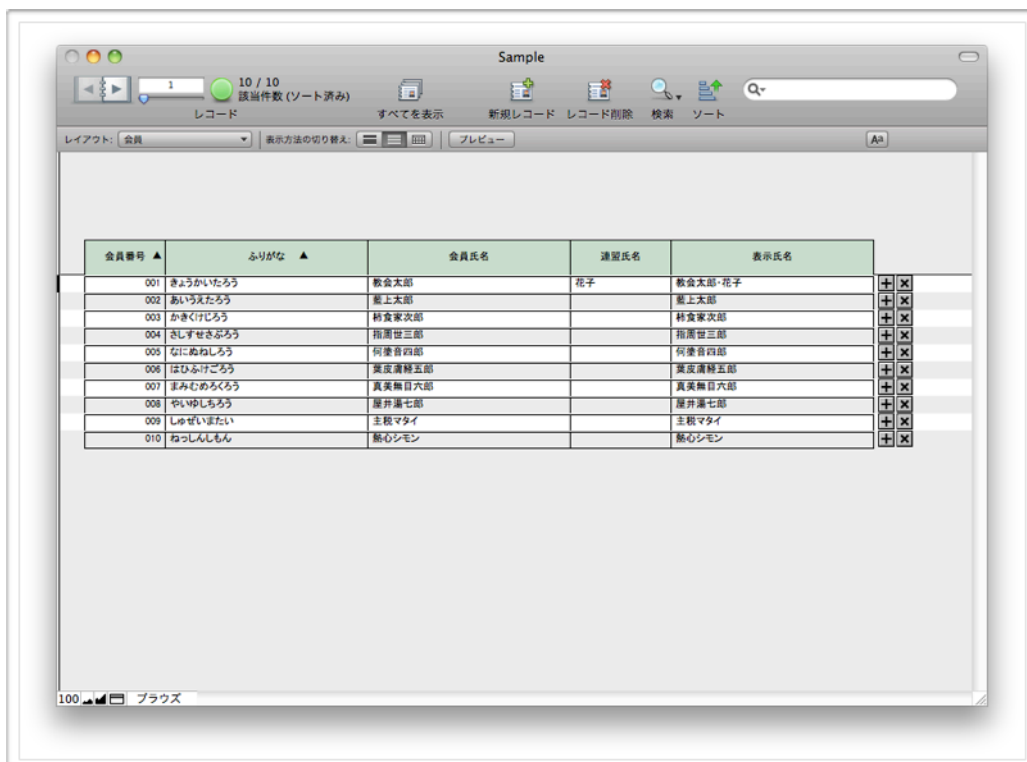 Sample
1
10 / 10
該当件数 (ソート済み)
レコード
すべてを表示
新規レコード
レコード削除
検索
ソート
レイアウト: 会員
表示方法の切り替え:
プレビュー
Aa
会員番号 ▲ ふりがな ▲ 会員氏名 連盟氏名 表示氏名
001 きょうかいたろう 教会太郎 花子 教会太郎・花子
002 あいうえたろう 藍上太郎 藍上太郎
003 かきくけじろう 柿食家次郎 柿食家次郎
004 さしすせさぶろう 指周世三郎 指周世三郎
005 なにぬねしろう 何塗音四郎 何塗音四郎
006 はひふけごろう 葉皮膚経五郎 葉皮膚経五郎
007 まみむめろくろう 真美無目六郎 真美無目六郎
008 やいゆしちろう 屋井湯七郎 屋井湯七郎
009 しゅぜいまたい 主税マタイ 主税マタイ
010 ねっしんしもん 熱心シモン 熱心シモン
100 ブラウズ